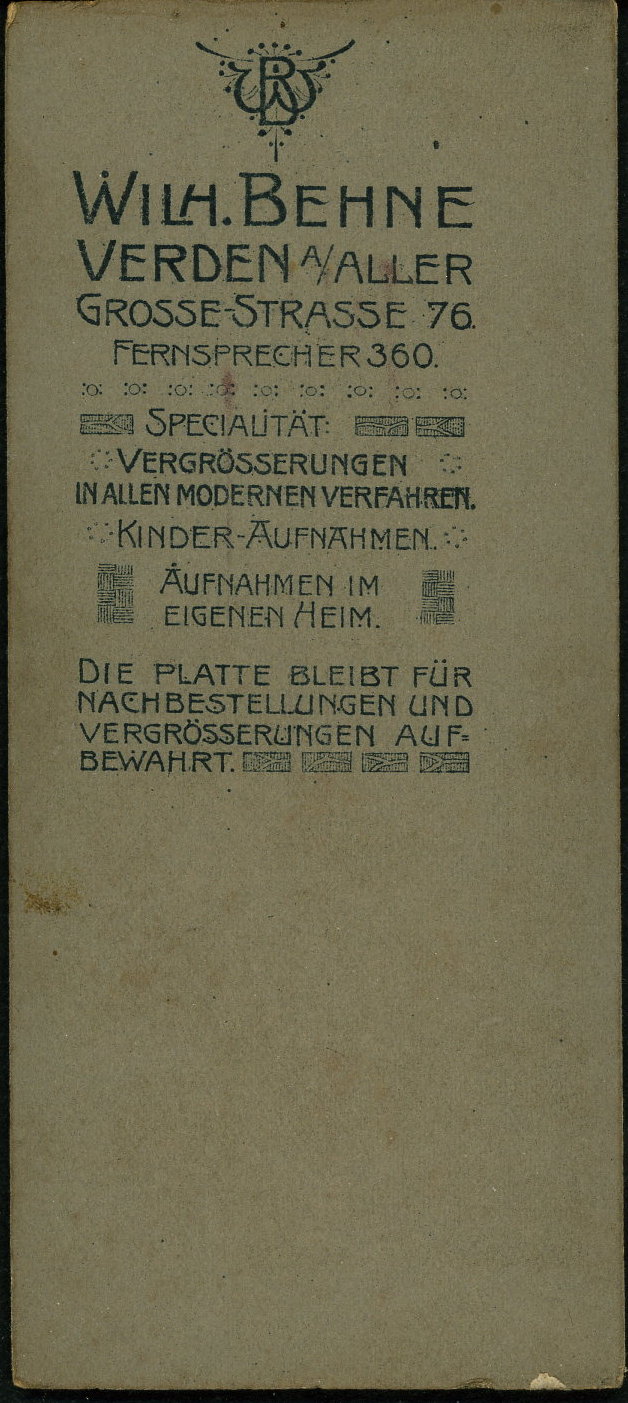 WB
WILH. BEHNE
VERDEN A/ALLER
GROSSE-STRASSE 76.
FERNSPRECHER 360.
SPECIALITÄT:
VERGRÖSSERUNGEN
IN ALLEN MODERNEN VERFAHREN.
KINDER-AUFNAHMEN.
AUFNAHMEN IM
EIGENEN HEIM.
DIE PLATTE BLEIBT FÜR
NACHBESTELLUNGEN UND
VERGRÖSSERUNGEN AUF=
BEWAHRT.